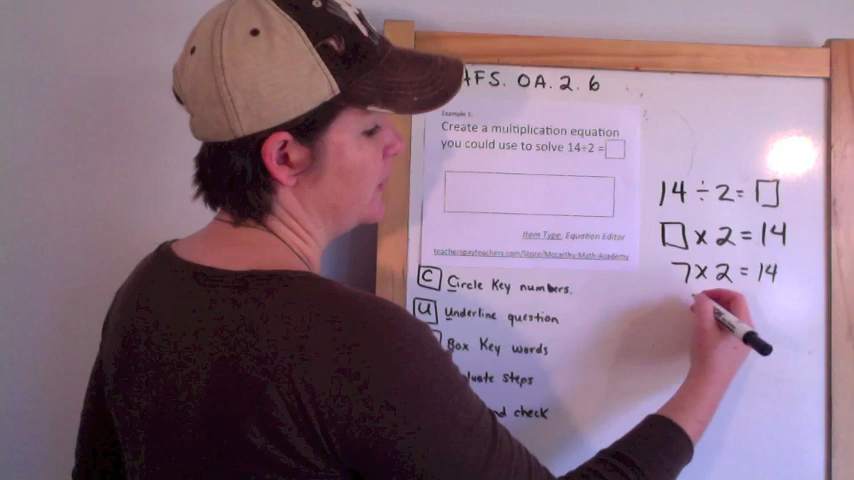 AFS. OA. 2. 6
Example 1:
Create a multiplication equation
you could use to solve 14÷2 =
Item Type: Equation Editor
teacherspayteachers.com/Store/Mccarthy-Math-Academy
14 ÷ 2 =
x 2 = 14
7 x 2 = 14
C Circle Key numbers.
U Underline question
Box Key words
steps
check